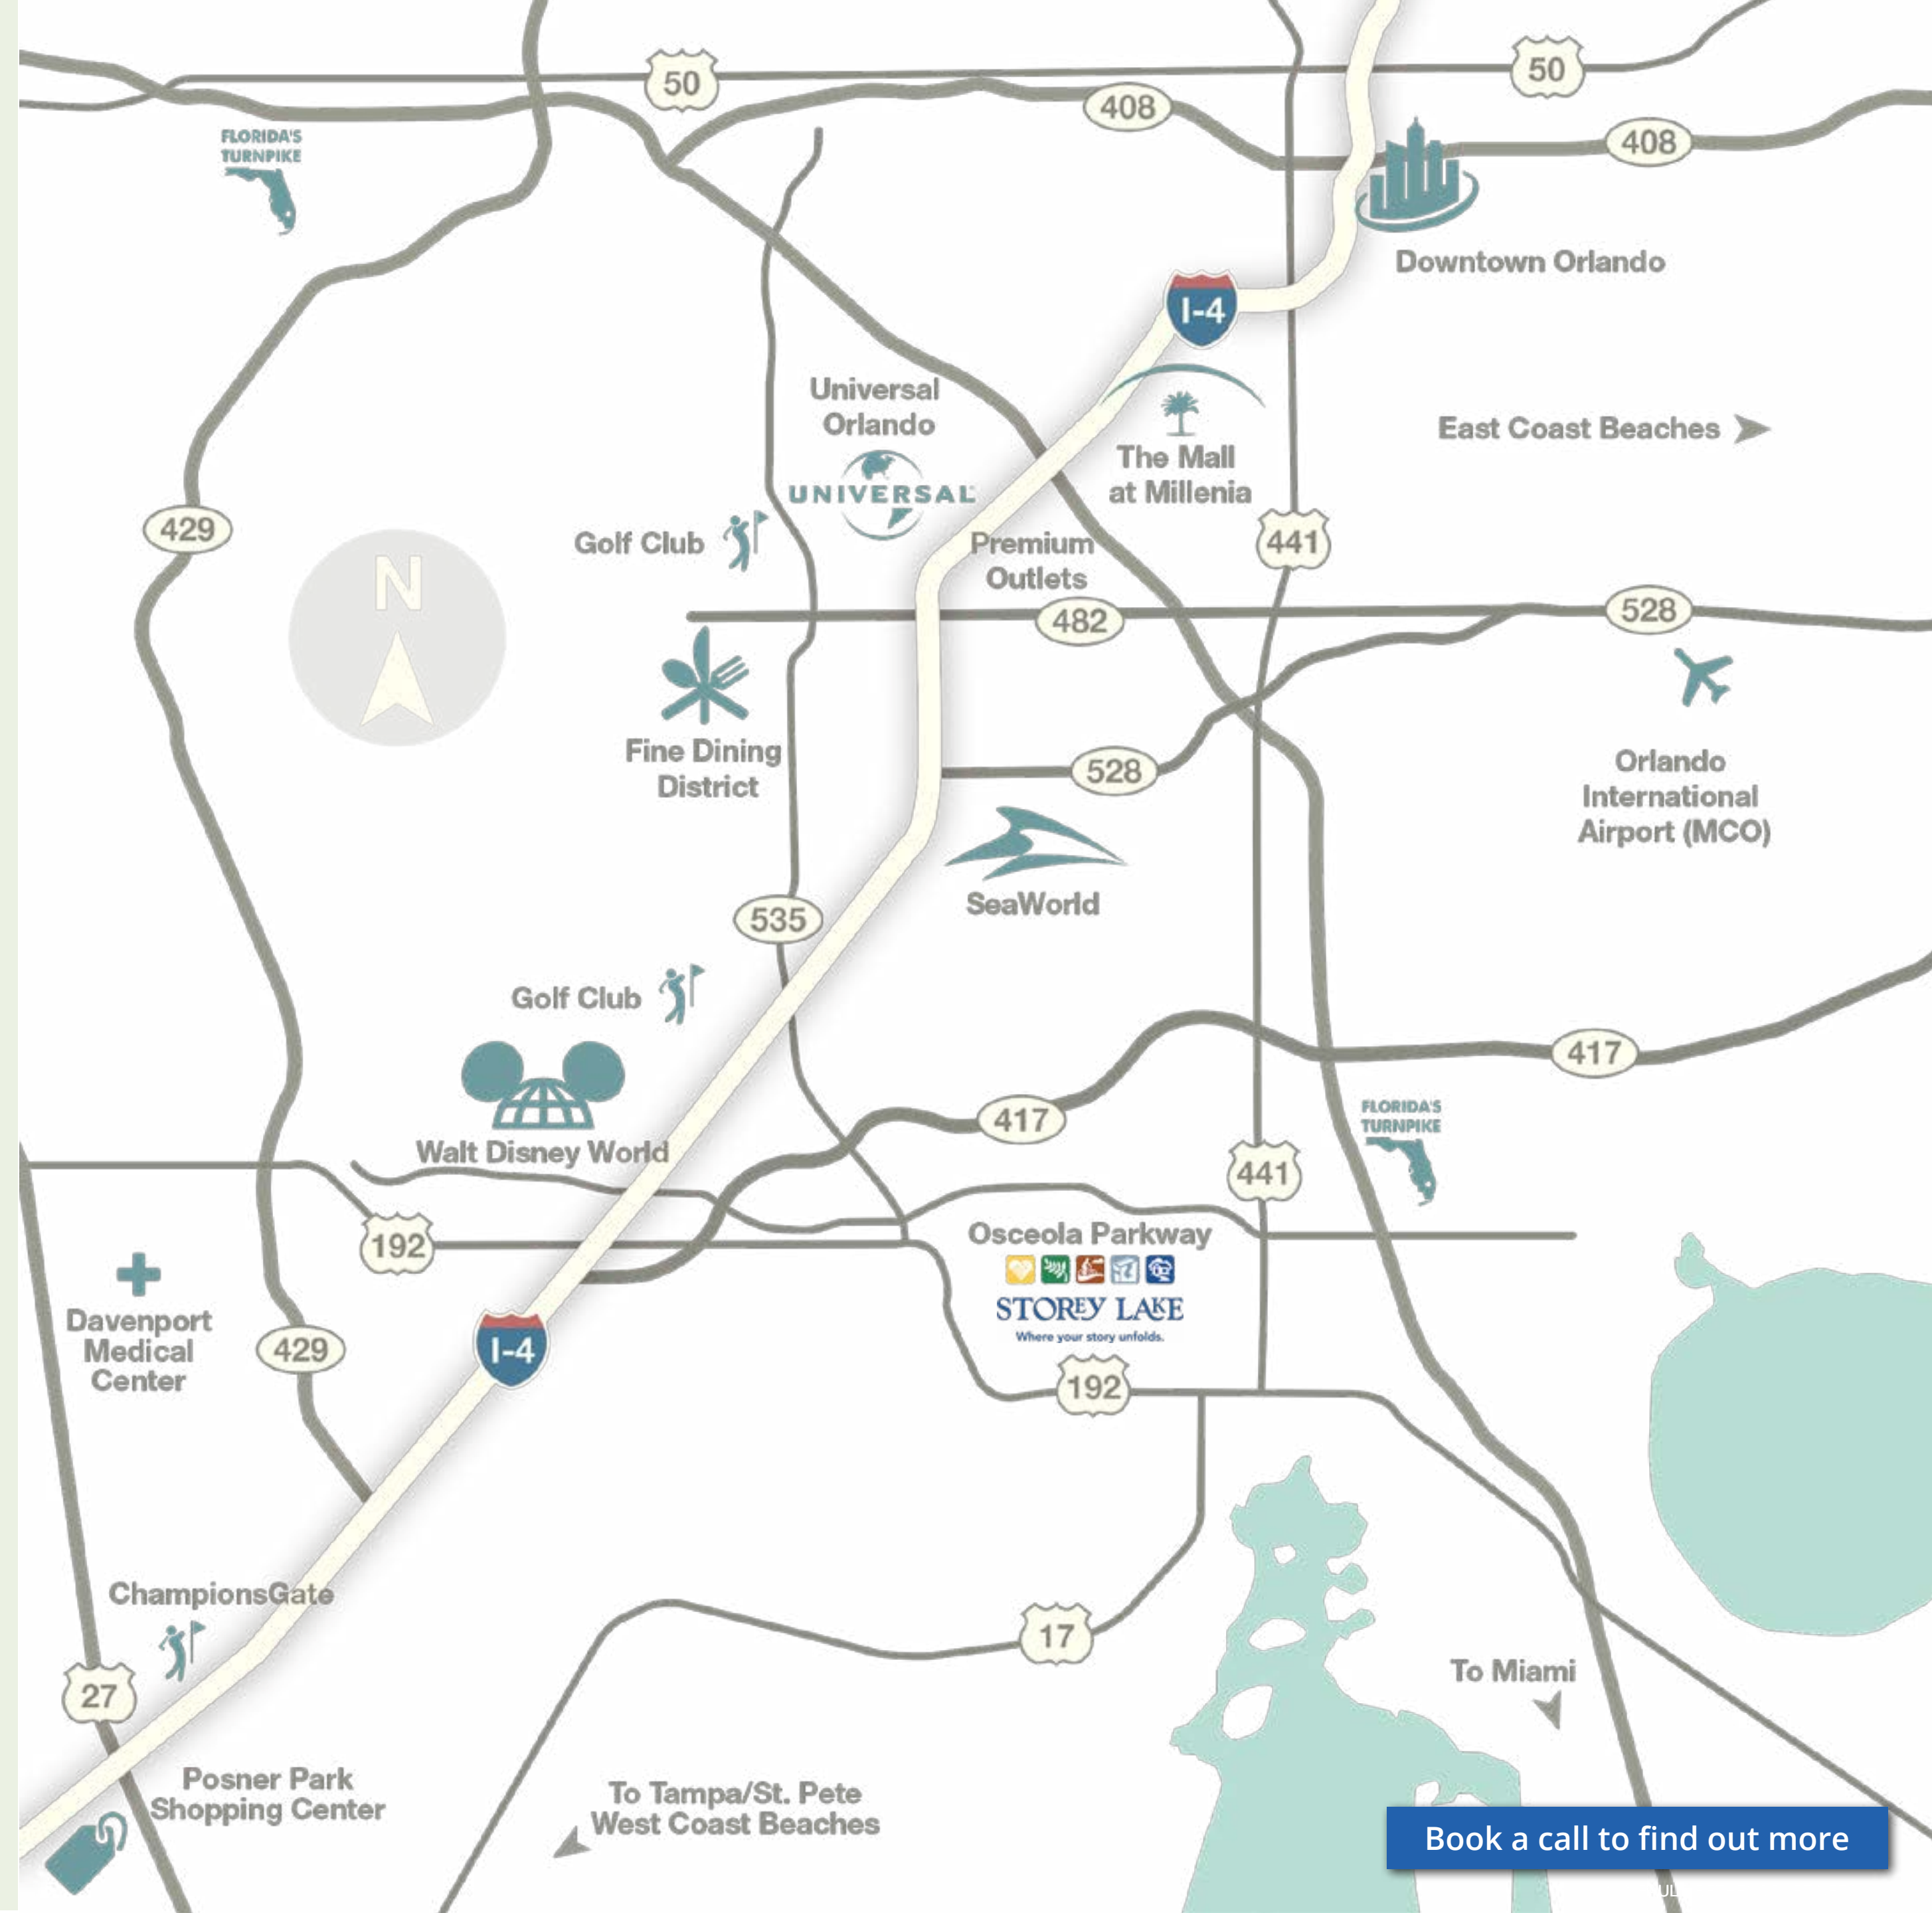 50
50
408
408
FLORIDA'S
TURNPIKE
Downtown Orlando
I-4
Universal
Orlando
UNIVERSAL
East Coast Beaches
The Mall
at Millenia
429
Golf Club
Premium
Outlets
441
482
528
Fine Dining
District
528
Orlando
International
Airport (MCO)
N
SeaWorld
535
Golf Club
417
417
FLORIDA'S
TURNPIKE
Walt Disney World
441
192
Osceola Parkway
STOREY LAKE
Where your story unfolds.
Davenport
Medical
Center
429
I-4
192
ChampionsGate
17
27
To Miami
Posner Park
Shopping Center
To Tampa/St. Pete
West Coast Beaches
Book a call to find out more